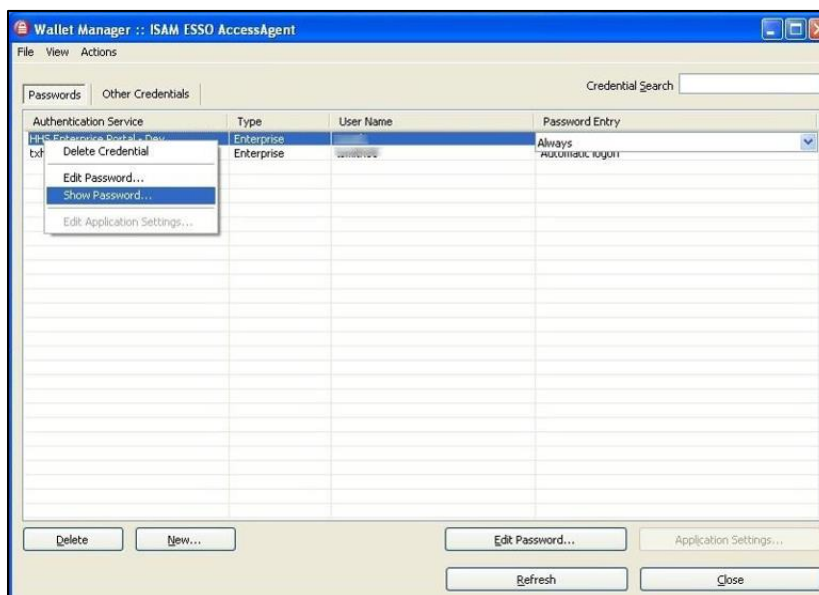 Wallet Manager :: ISAM ESSO AccessAgent
File View Actions
Credential Search
Passwords Other Credentials
Authentication Service Type User Name Password Entry
HHS Enterprise Portal - Dev Enterprise Always
Enterprise Automatic logon
Delete Credential
Edit Password...
Show Password...
Edit Application Settings...
Delete New... Edit Password... Application Settings...
Refresh Close